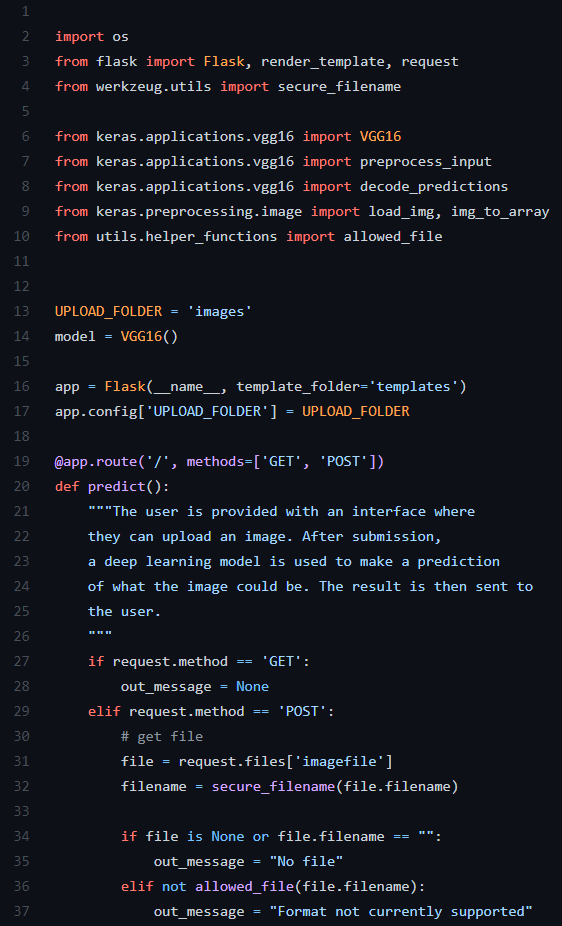 1
2 import os
3 from flask import Flask, render_template, request
4 from werkzeug.utils import secure_filename
5
6 from keras.applications.vgg16 import VGG16
7 from keras.applications.vgg16 import preprocess_input
8 from keras.applications.vgg16 import decode_predictions
9 from keras.preprocessing.image import load_img, img_to_array
10 from utils.helper_functions import allowed_file
11
12
13 UPLOAD_FOLDER = 'images'
14 model = VGG16()
15
16 app = Flask(__name__, template_folder='templates')
17 app.config['UPLOAD_FOLDER'] = UPLOAD_FOLDER
18
19 @app.route('/', methods=['GET', 'POST'])
20 def predict():
21     """The user is provided with an interface where
22     they can upload an image. After submission,
23     a deep learning model is used to make a prediction
24     of what the image could be. The result is then sent to
25     the user.
26     """
27     if request.method == 'GET':
28         out_message = None
29     elif request.method == 'POST':
30         # get file
31         file = request.files['imagefile']
32         filename = secure_filename(file.filename)
33
34         if file is None or file.filename == "":
35             out_message = "No file"
36         elif not allowed_file(file.filename):
37             out_message = "Format not currently supported"